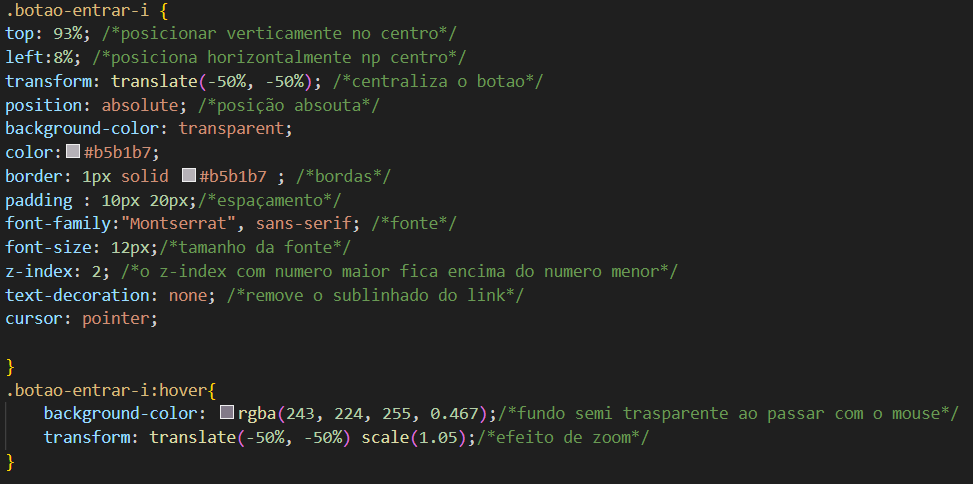 .botao-entrar-i {
top: 93%; /*posicionar verticamente no centro*/
left:8%; /*posiciona horizontalmente np centro*/
transform: translate(-50%, -50%); /*centraliza o botao*/
position: absolute; /*posição absouta*/
background-color: transparent;
color:#b5b1b7;
border: 1px solid #b5b1b7 ; /*bordas*/
padding : 10px 20px;/*espaçamento*/
font-family:"Montserrat", sans-serif; /*fonte*/
font-size: 12px;/*tamanho da fonte*/
z-index: 2; /*o z-index com numero maior fica encima do numero menor*/
text-decoration: none; /*remove o sublinhado do link*/
cursor: pointer;
}
.botao-entrar-i:hover{
background-color: rgba(243, 224, 255, 0.467);/*fundo semi trasparente ao passar com o mouse*/
transform: translate(-50%, -50%) scale(1.05);/*efeito de zoom*/
}